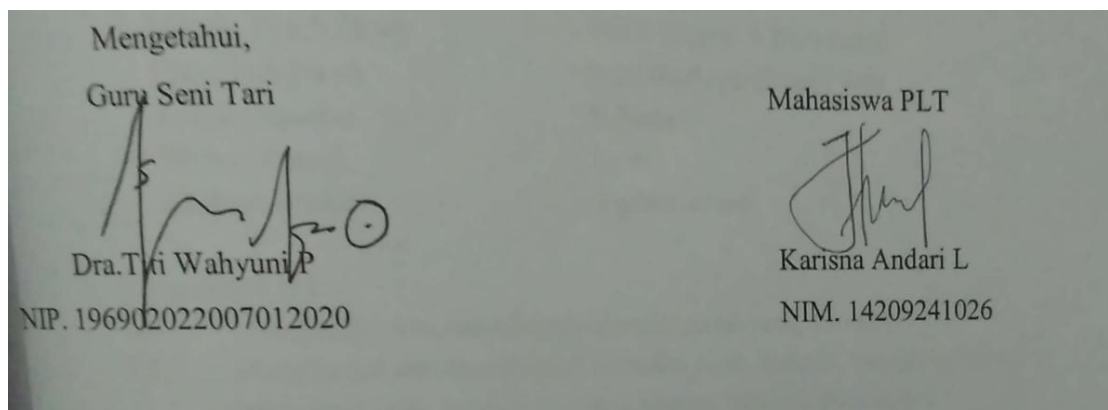 Mengetahui,
Guru Seni Tari
Dra.Titi Wahyuni P
NIP. 196902022007012020
Mahasiswa PLT
Karisna Andari L
NIM. 14209241026